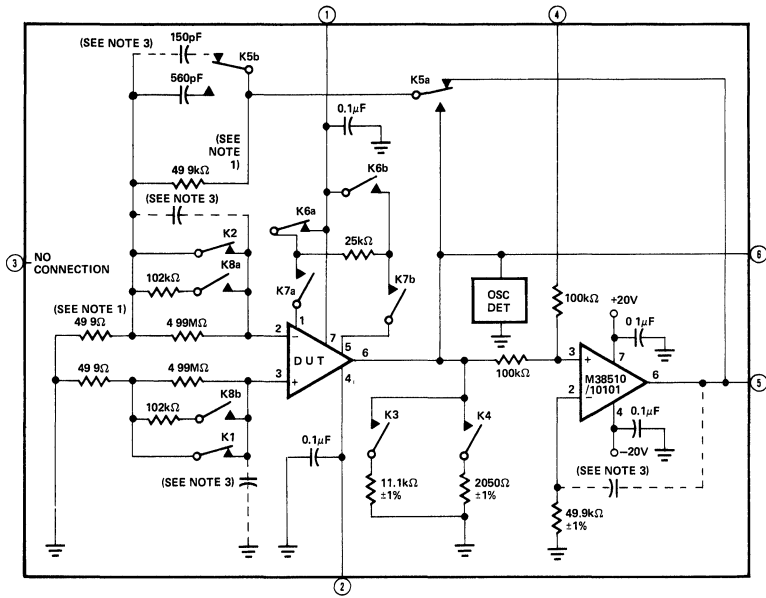 1
4
(SEE NOTE 3)
150pF
K5b
K5a
560pF
0.1µF
(SEE
NOTE
1)
49 9kΩ
K6b
(SEE NOTE 3)
K6a
K2
6
3
NO
CONNECTION
25kΩ
K8a
102kΩ
K7a
K7b
OSC
DET
+20V
(SEE NOTE 1)
100kΩ
0 1µF
49 9Ω
4 99MΩ
1
2
−
7
5
DUT
6
3
+
7
49 9Ω
4 99MΩ
3
+
4
100kΩ
M38510
/10101
6
5
2
−
102kΩ
K8b
K3
K4
4
0.1µF
K1
0.1µF
−20V
(SEE NOTE 3)
(SEE NOTE 3)
11.1kΩ
±1%
2050Ω
±1%
49.9kΩ
±1%
2